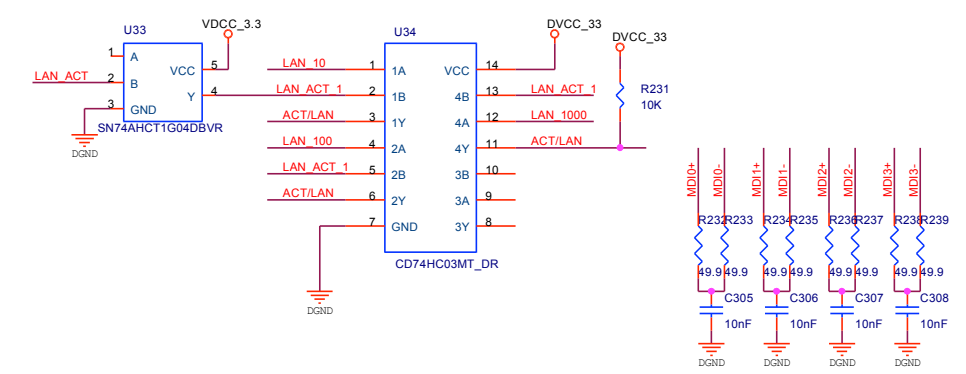 U33
VDCC_3.3
1
A
LAN_ACT
2
B
3
GND
VCC
5
Y
4
SN74AHCT1G04DBVR
DGND
U34
DVCC_33
LAN_10
1
1A
LAN_ACT_1
2
1B
ACT/LAN
3
1Y
LAN_100
4
2A
LAN_ACT_1
5
2B
ACT/LAN
6
2Y
7
GND
VCC
14
4B
13
LAN_ACT_1
4A
12
LAN_1000
4Y
11
ACT/LAN
3B
10
3A
9
3Y
8
CD74HC03MT_DR
DGND
DVCC_33
R231
10K
MDI0+
MDI0-
MDI1+
MDI1-
MDI2+
MDI2-
MDI3+
MDI3-
R232
R233
R234
R235
R236
R237
R238
R239
49.9
49.9
49.9
49.9
49.9
49.9
49.9
49.9
C305
C306
C307
C308
10nF
10nF
10nF
10nF
DGND
DGND
DGND
DGND